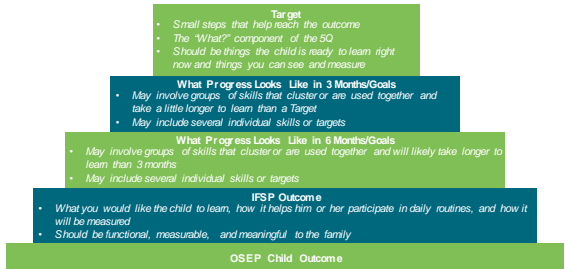 Target
• Small steps that help reach the outcome
• The "What?" component of the 5Q
• Should be things the child is ready to learn right
now and things you can see and measure
What Progress Looks Like in 3 Months/Goals
• May involve groups of skills that cluster or are used together and
take a little longer to learn than a Target
• May include several individual skills or targets
What Progress Looks Like in 6 Months/Goals
• May involve groups of skills that cluster or are used together and will likely take longer to
learn than 3 months
• May include several individual skills or targets
IFSP Outcome
• What you would like the child to learn, how it helps him or her participate in daily routines, and how it
will be measured
• Should be functional, measurable, and meaningful to the family
OSEP Child Outcome